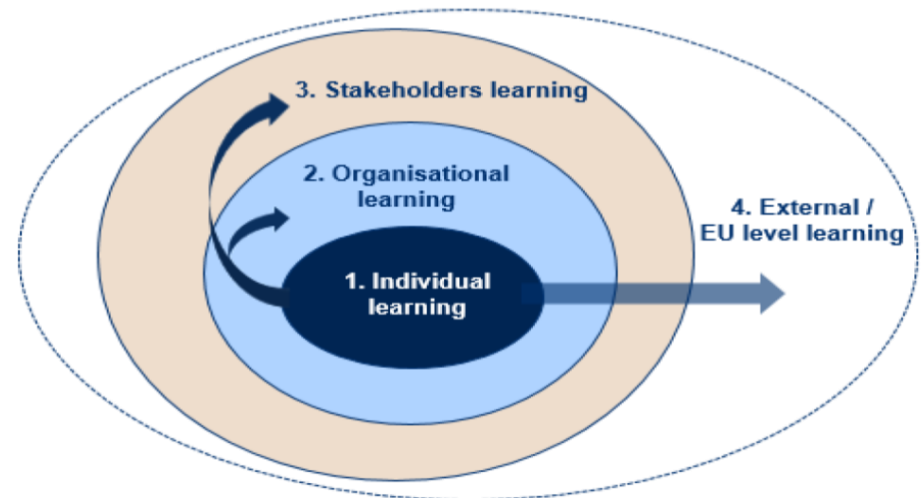 3. Stakeholders learning
2. Organisational
learning
4. External /
EU level learning
1. Individual
learning